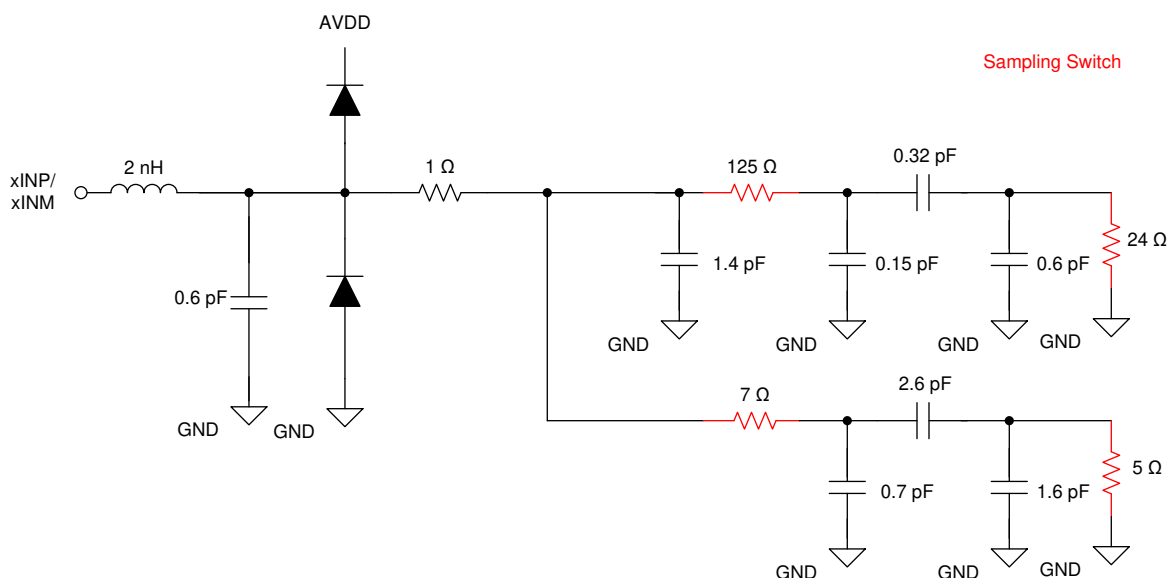 AVDD
Sampling Switch
2 nH
1 Ω
125 Ω
0.32 pF
xINP/
xINM
24 Ω
1.4 pF
0.15 pF
0.6 pF
0.6 pF
GND
GND
GND
GND
7 Ω
2.6 pF
GND
GND
5 Ω
0.7 pF
1.6 pF
GND
GND
GND